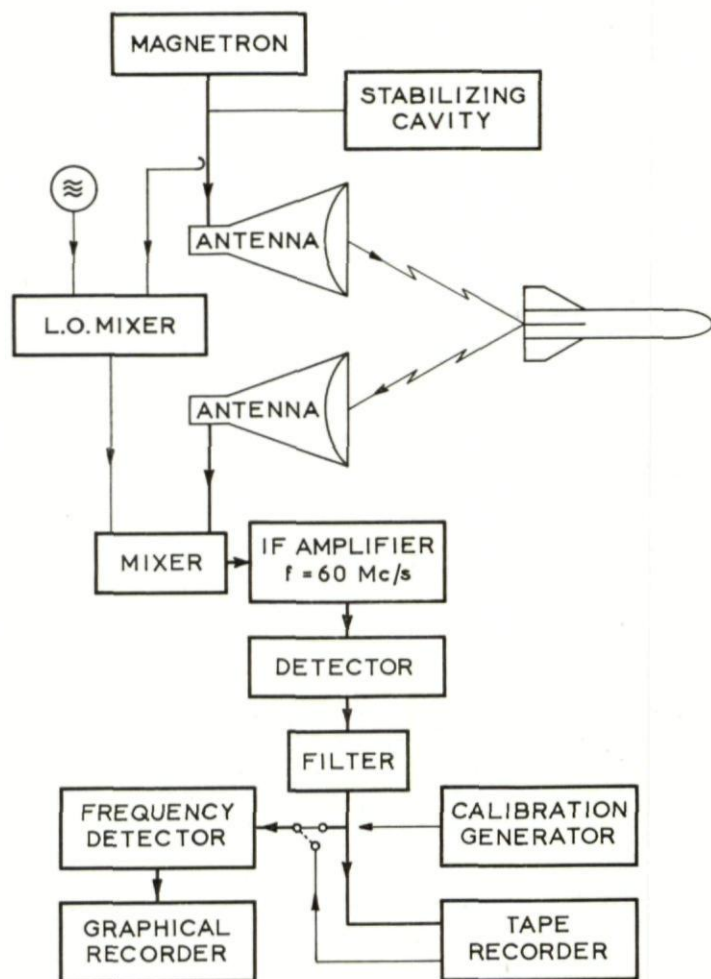 MAGNETRON
STABILIZING
CAVITY
ANTENNA
L.O. MIXER
ANTENNA
MIXER
IF AMPLIFIER
f = 60 Mc/s
DETECTOR
FILTER
FREQUENCY
DETECTOR
CALIBRATION
GENERATOR
GRAPHICAL
RECORDER
TAPE
RECORDER